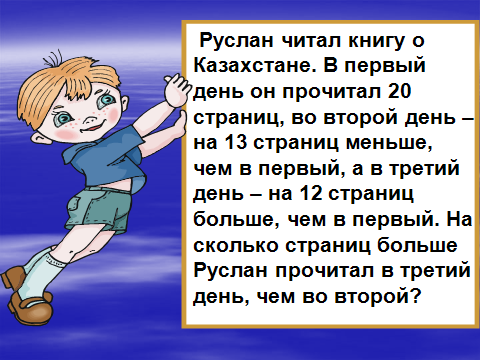 Руслан читал книгу о
Казахстане. В первый
день он прочитал 20
страниц, во второй день –
на 13 страниц меньше,
чем в первый, а в третий
день – на 12 страниц
больше, чем в первый. На
сколько страниц больше
Руслан прочитал в третий
день, чем во второй?